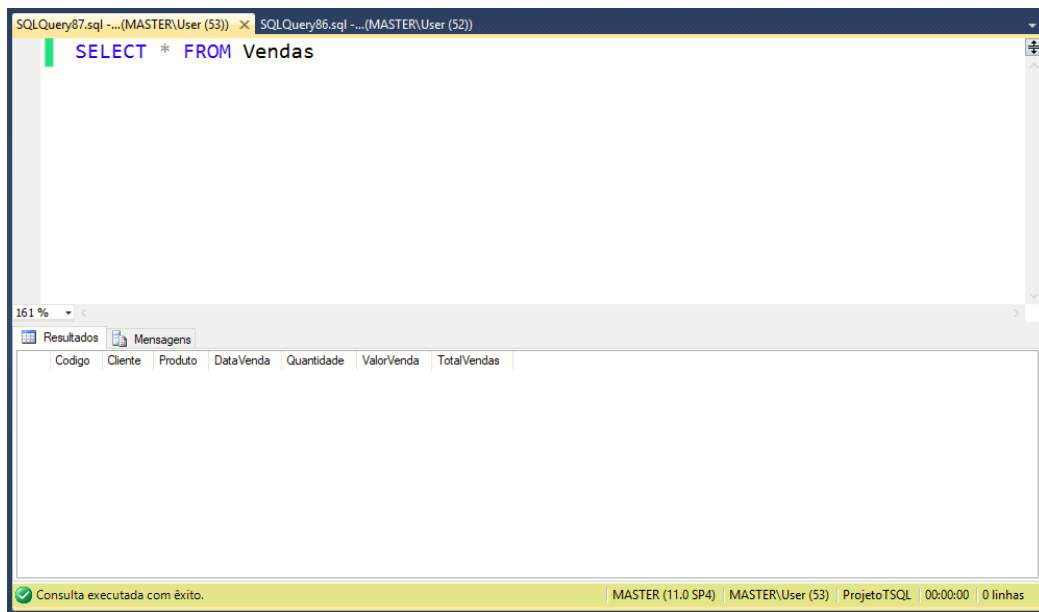 SQLQuery87.sql -...(MASTER\User (53)) SQLQuery86.sql -...(MASTER\User (52))
SELECT * FROM Vendas
161 %
Resultados Mensagens
Codigo Cliente Produto DataVenda Quantidade ValorVenda TotalVendas
Consulta executada com êxito. MASTER (11.0 SP4) MASTER\User (53) ProjetoTSQL 00:00:00 0 linhas